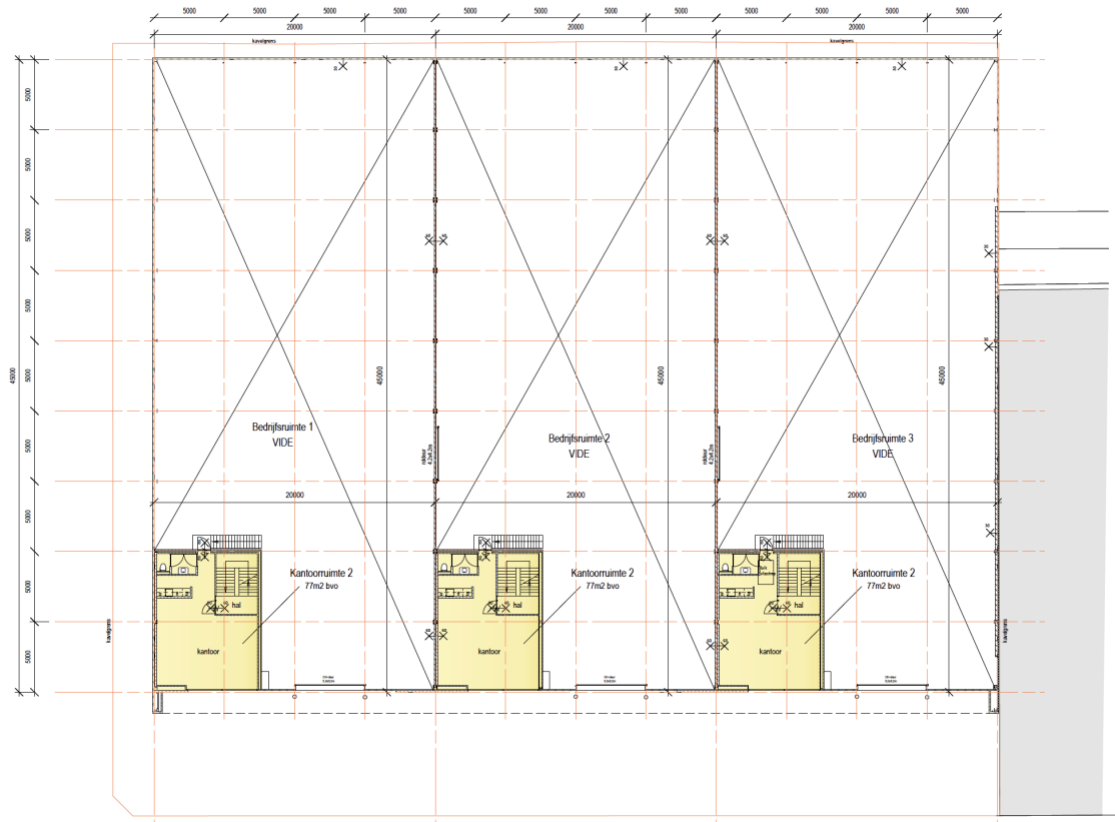 5000 5000 5000 5000 5000 5000 5000 5000 5000 5000 5000 5000
20000 20000 20000
kavelgrens kavelgrens
5000
5000
5000
5000
5000
5000
5000
5000
5000
45000
45000 45000 45000
Bedrijfsruimte 1
VIDE
Bedrijfsruimte 2
VIDE
Bedrijfsruimte 3
VIDE
20000 20000 20000
Kantoorruimte 2
77m2 bvo
Kantoorruimte 2
77m2 bvo
Kantoorruimte 2
77m2 bvo
hal hal hal
kantoor kantoor kantoor
kavelgrens kavelgrens